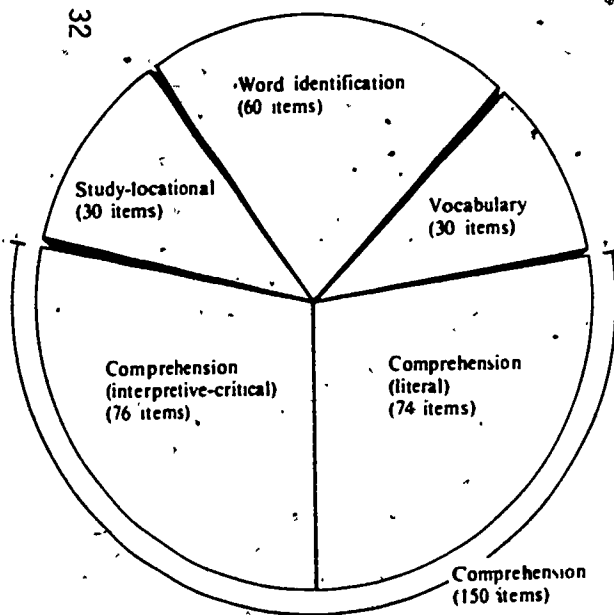 32
Word identification
(60 items)
Study-locational
(30 items)
Vocabulary
(30 items)
Comprehension
(interpretive-critical)
(76 items)
Comprehension
(literal)
(74 items)
Comprehension
(150 items)